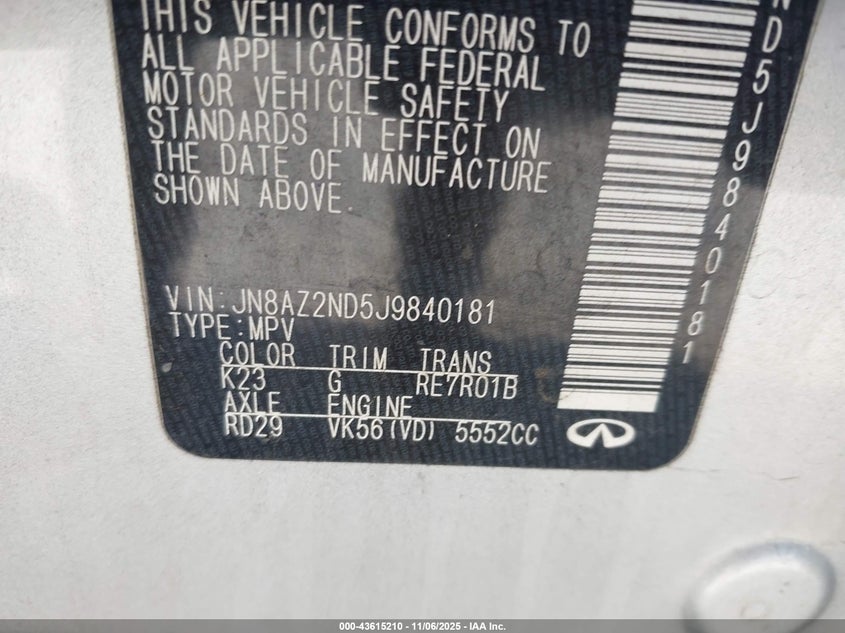 THIS VEHICLE CONFORMS TO
ALL APPLICABLE FEDERAL
MOTOR VEHICLE SAFETY
STANDARDS IN EFFECT ON
THE DATE OF MANUFACTURE
SHOWN ABOVE.
VIN:JN8AZ2ND5J9840181
TYPE:MPV
COLOR TRIM TRANS
K23 G RE7R01B
AXLE ENGINE
RD29 VK56(VD) 5552CC
ND5J9840181
000-43615210 - 11/06/2025 - IAA Inc.